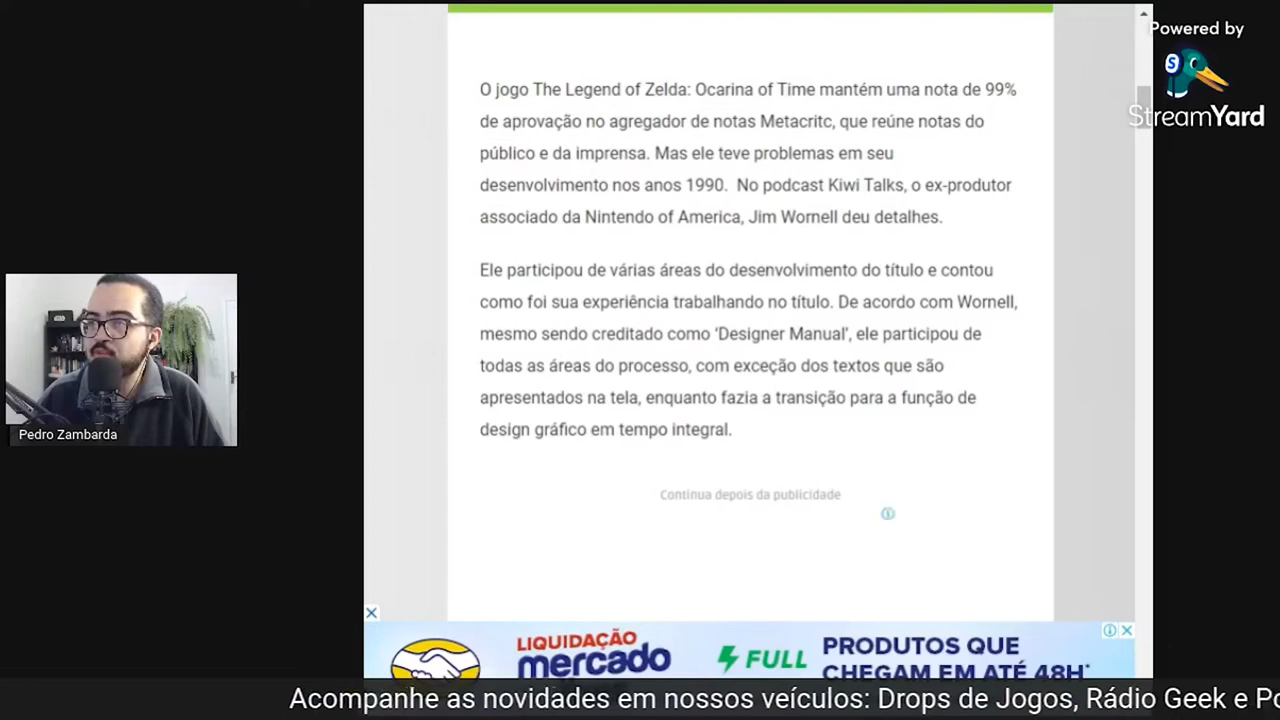 Powered by
StreamYard
O jogo The Legend of Zelda: Ocarina of Time mantém uma nota de 99%
de aprovação no agregador de notas Metacritc, que reúne notas do
público e da imprensa. Mas ele teve problemas em seu
desenvolvimento nos anos 1990. No podcast Kiwi Talks, o ex-produtor
associado da Nintendo of America, Jim Wornell deu detalhes.
Ele participou de várias áreas do desenvolvimento do título e contou
como foi sua experiência trabalhando no título. De acordo com Wornell,
mesmo sendo creditado como ‘Designer Manual’, ele participou de
todas as áreas do processo, com exceção dos textos que são
apresentados na tela, enquanto fazia a transição para a função de
design gráfico em tempo integral.
Pedro Zambarda
Continua depois da publicidade
LIQUIDAÇÃO
mercado
FULL
PRODUTOS QUE
CHEGAM EM ATÉ 48H*
Acompanhe as novidades em nossos veículos: Drops de Jogos, Rádio Geek e Po